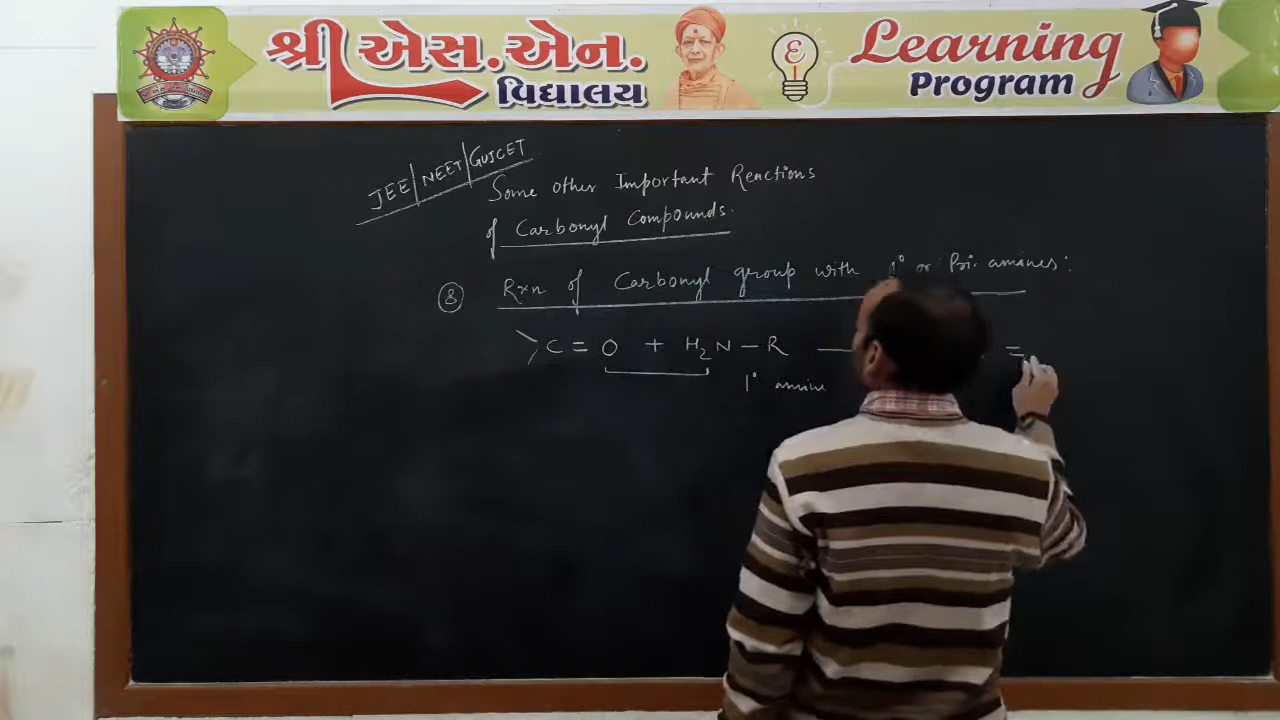 શ્રી એસ.એન.
વિદ્યાલય
Learning
Program
JEE/NEET/GUJCET
Some other Important Reactions
of Carbonyl Compounds.
8 Rxn of Carbonyl group with 1° or Pri. amines:
>C = O + H2N – R — =
1° amine